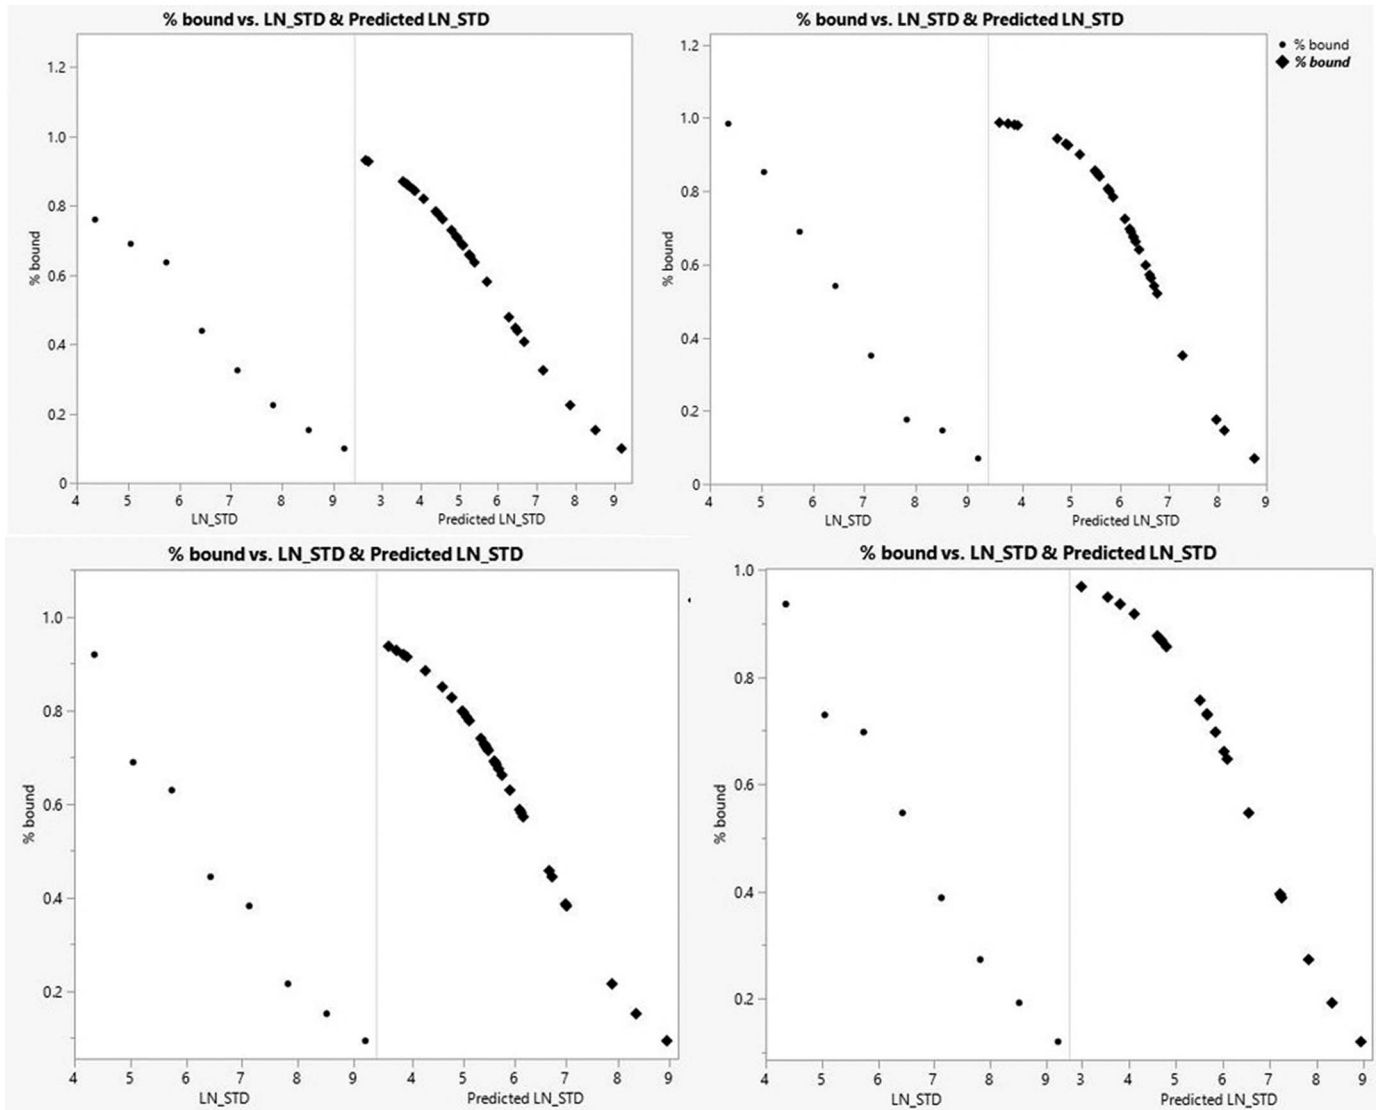 % bound vs. LN_STD & Predicted LN_STD
1.2
1.0
0.8
0.6
0.4
0.2
0
% bound
4 5 6 7 8 9 3 4 5 6 7 8 9
LN_STD Predicted LN_STD
% bound vs. LN_STD & Predicted LN_STD
% bound
% bound
1.2
1.0
0.8
0.6
0.4
0.2
0
% bound
4 5 6 7 8 9 4 5 6 7 8 9
LN_STD Predicted LN_STD
% bound vs. LN_STD & Predicted LN_STD
1.0
0.8
0.6
0.4
0.2
% bound
4 5 6 7 8 9 4 5 6 7 8 9
LN_STD Predicted LN_STD
% bound vs. LN_STD & Predicted LN_STD
1.0
0.8
0.6
0.4
0.2
% bound
4 5 6 7 8 9 3 4 5 6 7 8 9
LN_STD Predicted LN_STD